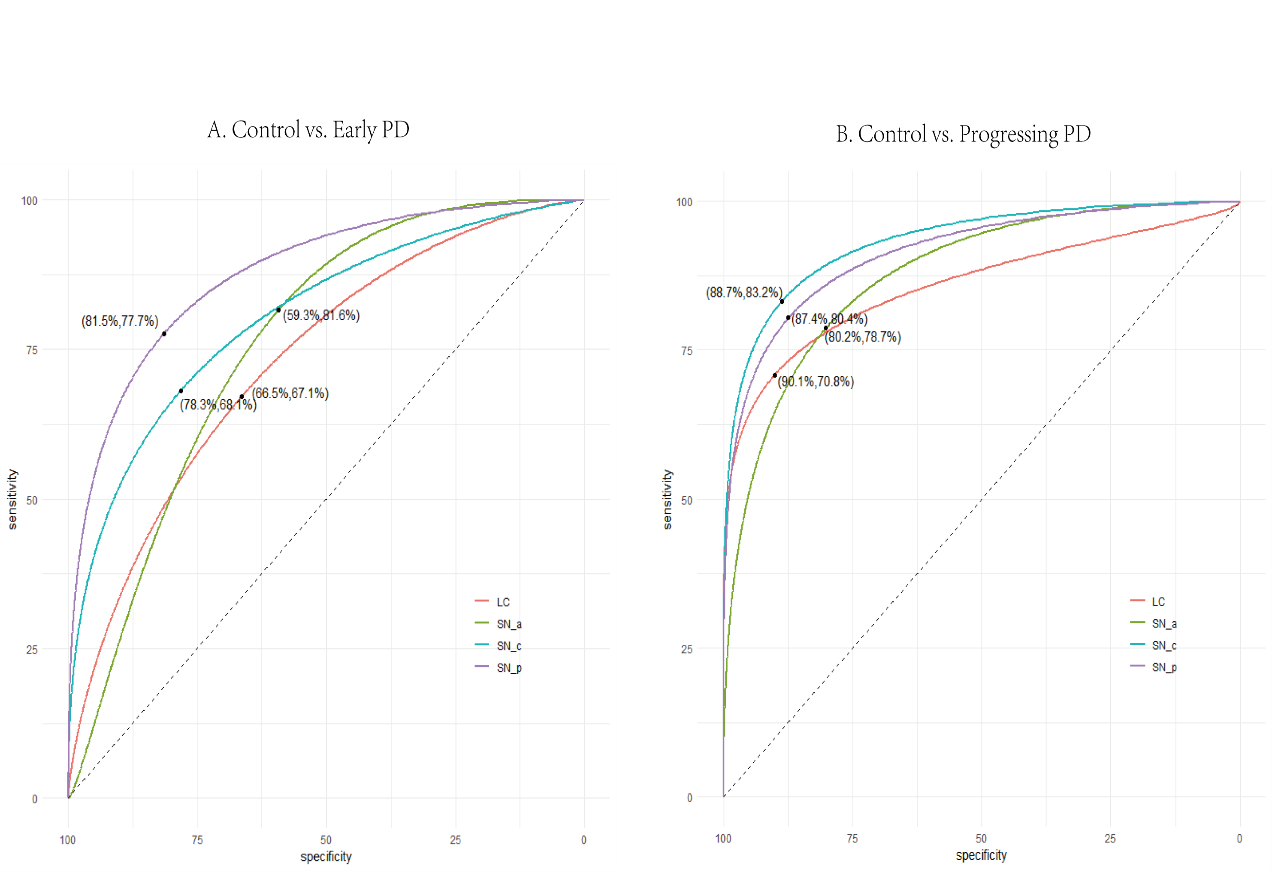 A. Control vs. Early PD
100
75
50
25
0
sensitivity
(81.5%,77.7%)
(59.3%,81.6%)
(66.5%,67.1%)
(78.3%,68.1%)
LC
SN_a
SN_c
SN_p
100
75
50
25
0
specificity
B. Control vs. Progressing PD
100
75
50
25
0
sensitivity
(88.7%,83.2%)
(87.4%,80.4%)
(80.2%,78.7%)
(90.1%,70.8%)
LC
SN_a
SN_c
SN_p
100
75
50
25
0
specificity